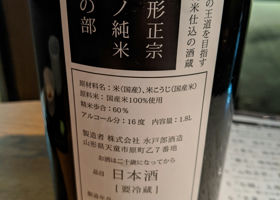 の王道を目指す
米仕込の酒蔵
形正宗
ノ純米
の部
原材料名：米（国産）、米こうじ（国産米）
原料米：国産米100％使用
精米歩合：60％
アルコール分：16度 内容量：1.8L
製造者 株式会社 水戸部酒造
山形県天童市原町乙7番地
お酒は二十歳になってから
品目 日本酒
［要冷蔵］